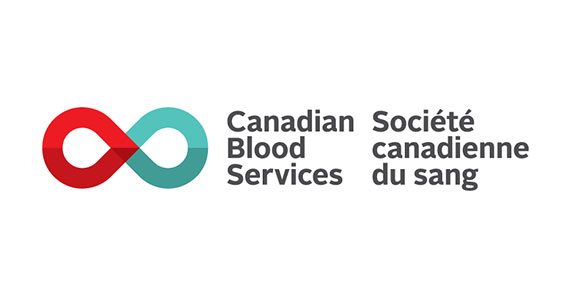 Canadian
Blood
Services
Société
canadienne
du sang